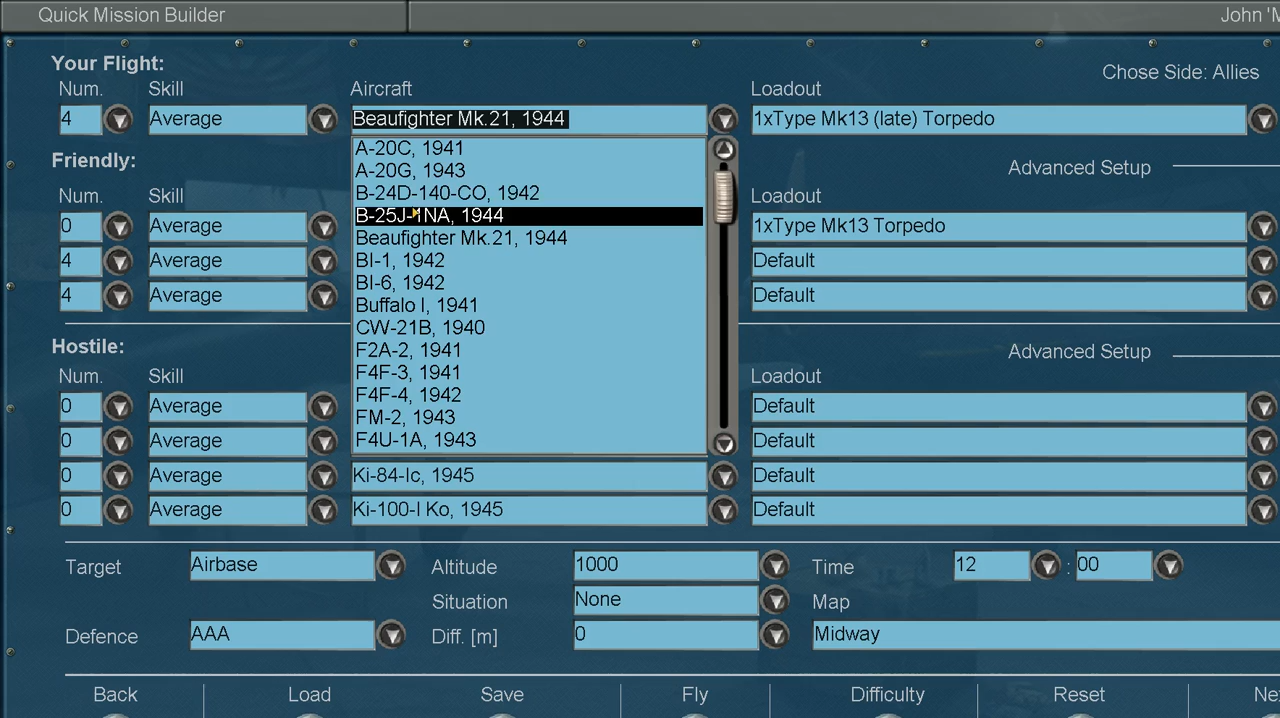 Quick Mission Builder
John 'M
Your Flight:
Chose Side: Allies
Num. Skill Aircraft Loadout
4 Average Beaufighter Mk.21, 1944 1xType Mk13 (late) Torpedo
A-20C, 1941
A-20G, 1943
B-24D-140-CO, 1942
B-25J-1NA, 1944
Beaufighter Mk.21, 1944
BI-1, 1942
BI-6, 1942
Buffalo I, 1941
CW-21B, 1940
F2A-2, 1941
F4F-3, 1941
F4F-4, 1942
FM-2, 1943
F4U-1A, 1943
Friendly:
Advanced Setup
Num. Skill Loadout
0 Average 1xType Mk13 Torpedo
4 Average Default
4 Average Default
Hostile:
Advanced Setup
Num. Skill Loadout
0 Average Default
0 Average Default
0 Average Ki-84-Ic, 1945 Default
0 Average Ki-100-I Ko, 1945 Default
Target Airbase Altitude 1000 Time 12 : 00
Situation None Map
Defence AAA Diff. [m] 0 Midway
Back Load Save Fly Difficulty Reset Ne